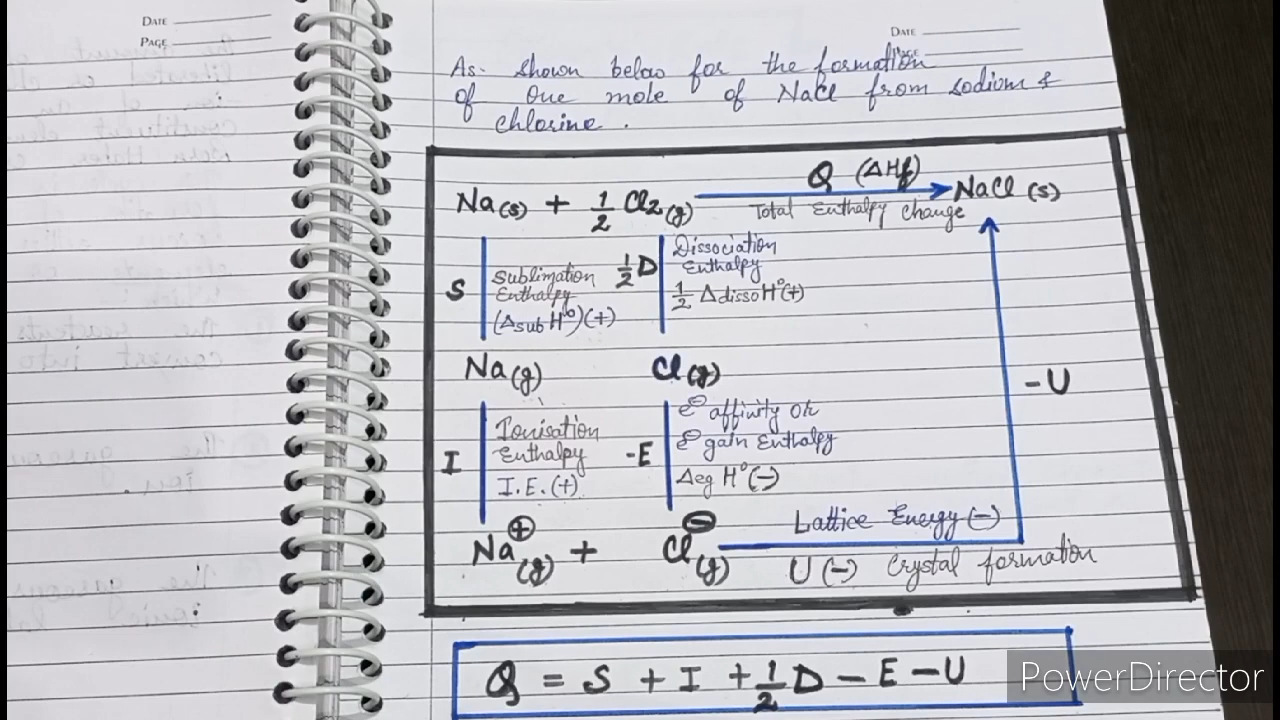 DATE
PAGE
DATE
PAGE
As shown below for the formation
of one mole of NaCl from sodium &
chlorine.
Na(s) + 1/2 Cl2(g) Q (ΔHf) NaCl(s)
Total Enthalpy change
S
Sublimation
Enthalpy
(ΔsubH°)(+)
1/2 D
Dissociation
Enthalpy
1/2 ΔdissoH°(+)
Na(g) Cl(g)
-U
I
Ionisation
Enthalpy
I.E.(+)
-E
e⊖ affinity or
e⊖ gain Enthalpy
ΔegH°(-)
Lattice Energy(-)
Na⊕(g) + Cl⊖(g)
U(-) Crystal formation
Q = S + I + 1/2 D - E - U
PowerDirector